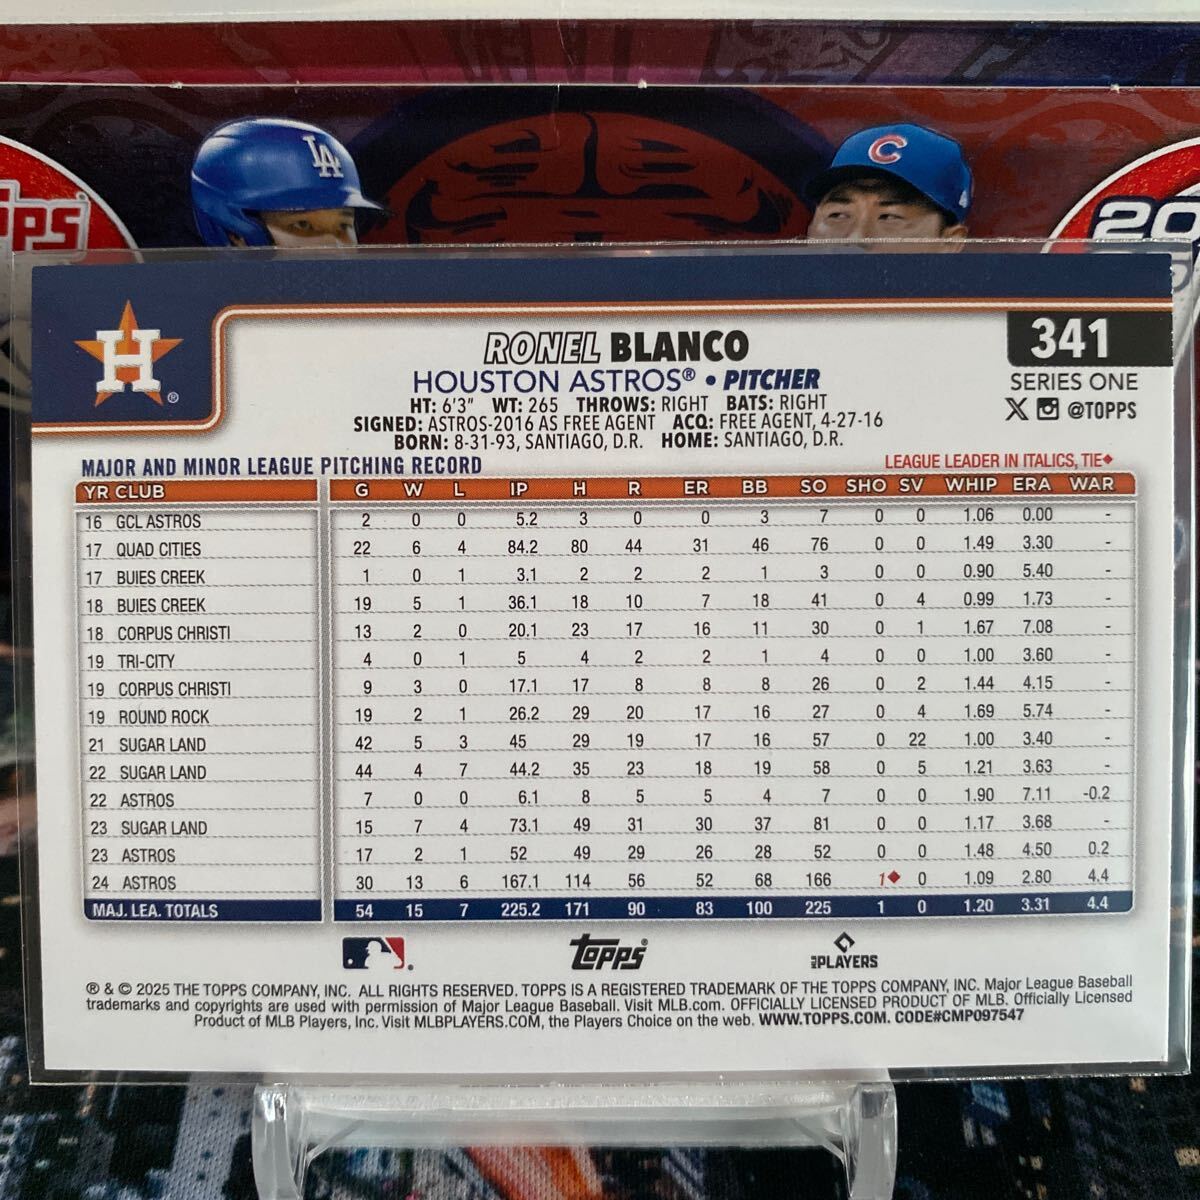 LA
C
PPS
20
H
®
RONEL BLANCO
HOUSTON ASTROS® • PITCHER
HT: 6'3" WT: 265 THROWS: RIGHT BATS: RIGHT
SIGNED: ASTROS-2016 AS FREE AGENT ACQ: FREE AGENT, 4-27-16
BORN: 8-31-93, SANTIAGO, D.R. HOME: SANTIAGO, D.R.
341
SERIES ONE
X @TOPPS
MAJOR AND MINOR LEAGUE PITCHING RECORD
LEAGUE LEADER IN ITALICS, TIE◆
YR CLUB G W L IP H R ER BB SO SHO SV WHIP ERA WAR
16 GCL ASTROS 2 0 0 5.2 3 0 0 3 7 0 0 1.06 0.00 -
17 QUAD CITIES 22 6 4 84.2 80 44 31 46 76 0 0 1.49 3.30 -
17 BUIES CREEK 1 0 1 3.1 2 2 2 1 3 0 0 0.90 5.40 -
18 BUIES CREEK 19 5 1 36.1 18 10 7 18 41 0 4 0.99 1.73 -
18 CORPUS CHRISTI 13 2 0 20.1 23 17 16 11 30 0 1 1.67 7.08 -
19 TRI-CITY 4 0 1 5 4 2 2 1 4 0 0 1.00 3.60 -
19 CORPUS CHRISTI 9 3 0 17.1 17 8 8 8 26 0 2 1.44 4.15 -
19 ROUND ROCK 19 2 1 26.2 29 20 17 16 27 0 4 1.69 5.74 -
21 SUGAR LAND 42 5 3 45 29 19 17 16 57 0 22 1.00 3.40 -
22 SUGAR LAND 44 4 7 44.2 35 23 18 19 58 0 5 1.21 3.63 -
22 ASTROS 7 0 0 6.1 8 5 5 4 7 0 0 1.90 7.11 -0.2
23 SUGAR LAND 15 7 4 73.1 49 31 30 37 81 0 0 1.17 3.68 -
23 ASTROS 17 2 1 52 49 29 26 28 52 0 0 1.48 4.50 0.2
24 ASTROS 30 13 6 167.1 114 56 52 68 166 1◆ 0 1.09 2.80 4.4
MAJ. LEA. TOTALS 54 15 7 225.2 171 90 83 100 225 1 0 1.20 3.31 4.4
topps®
MLB PLAYERS
® & © 2025 THE TOPPS COMPANY, INC. ALL RIGHTS RESERVED. TOPPS IS A REGISTERED TRADEMARK OF THE TOPPS COMPANY, INC. Major League Baseball
trademarks and copyrights are used with permission of Major League Baseball. Visit MLB.com. OFFICIALLY LICENSED PRODUCT OF MLB. Officially Licensed
Product of MLB Players, Inc. Visit MLBPLAYERS.COM, the Players Choice on the web. WWW.TOPPS.COM. CODE#CMP097547